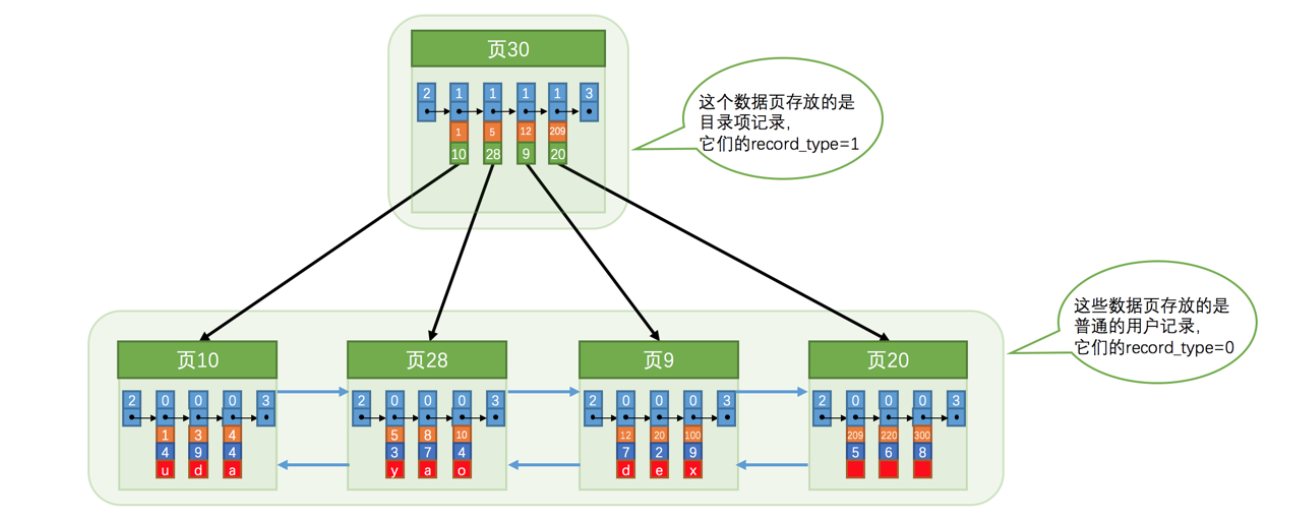 页30
2 1 1 1 1 3
1 5 12 209
10 28 9 20
这个数据页存放的是
目录项记录,
它们的record_type=1
这些数据页存放的是
普通的用户记录,
它们的record_type=0
页10
2 0 0 0 3
1 3 4
4 9 4
u d a
页28
2 0 0 0 3
5 8 10
3 7 4
y a o
页9
2 0 0 0 3
12 20 100
7 2 9
d e x
页20
2 0 0 0 3
209 220 300
5 6 8